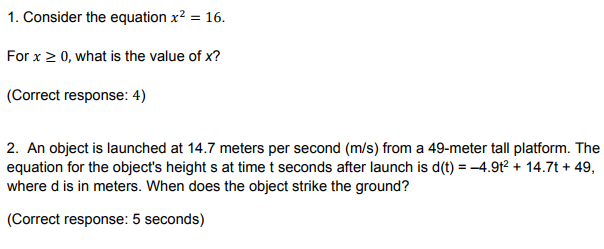 1. Consider the equation x² = 16.
For x ≥ 0, what is the value of x?
(Correct response: 4)
2.  An object is launched at 14.7 meters per second (m/s) from a 49-meter tall platform. The
equation for the object's height s at time t seconds after launch is d(t) = –4.9t² + 14.7t + 49,
where d is in meters. When does the object strike the ground?
(Correct response: 5 seconds)